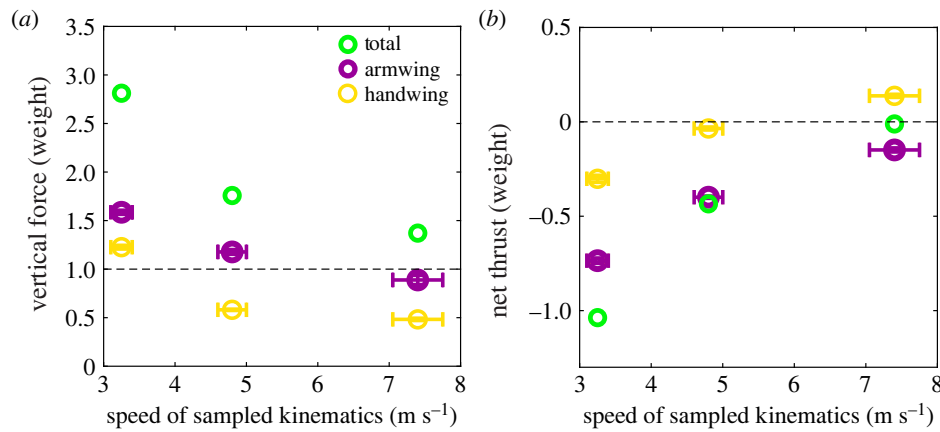 (a)
(b)
3.5
3.0
2.5
2.0
1.5
1.0
0.5
0
vertical force (weight)
total
armwing
handwing
3 4 5 6 7 8
speed of sampled kinematics (m s⁻¹)
0.5
0
−0.5
−1.0
net thrust (weight)
3 4 5 6 7 8
speed of sampled kinematics (m s⁻¹)